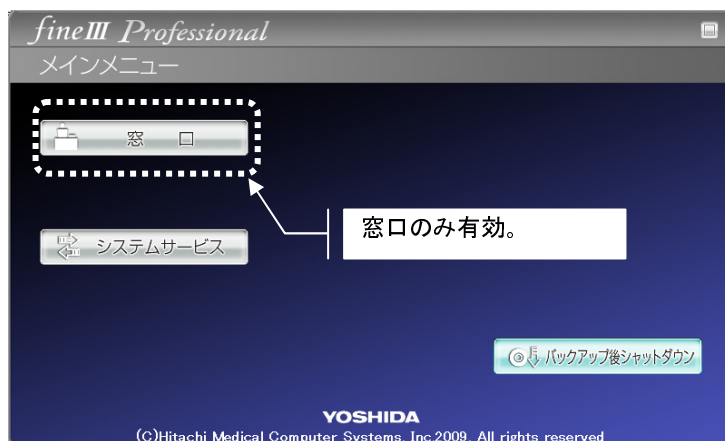 fineⅢ Professional
メインメニュー
窓 口
窓口のみ有効。
システムサービス
バックアップ後シャットダウン
YOSHIDA
(C)Hitachi Medical Computer Systems, Inc.2009. All rights reserved